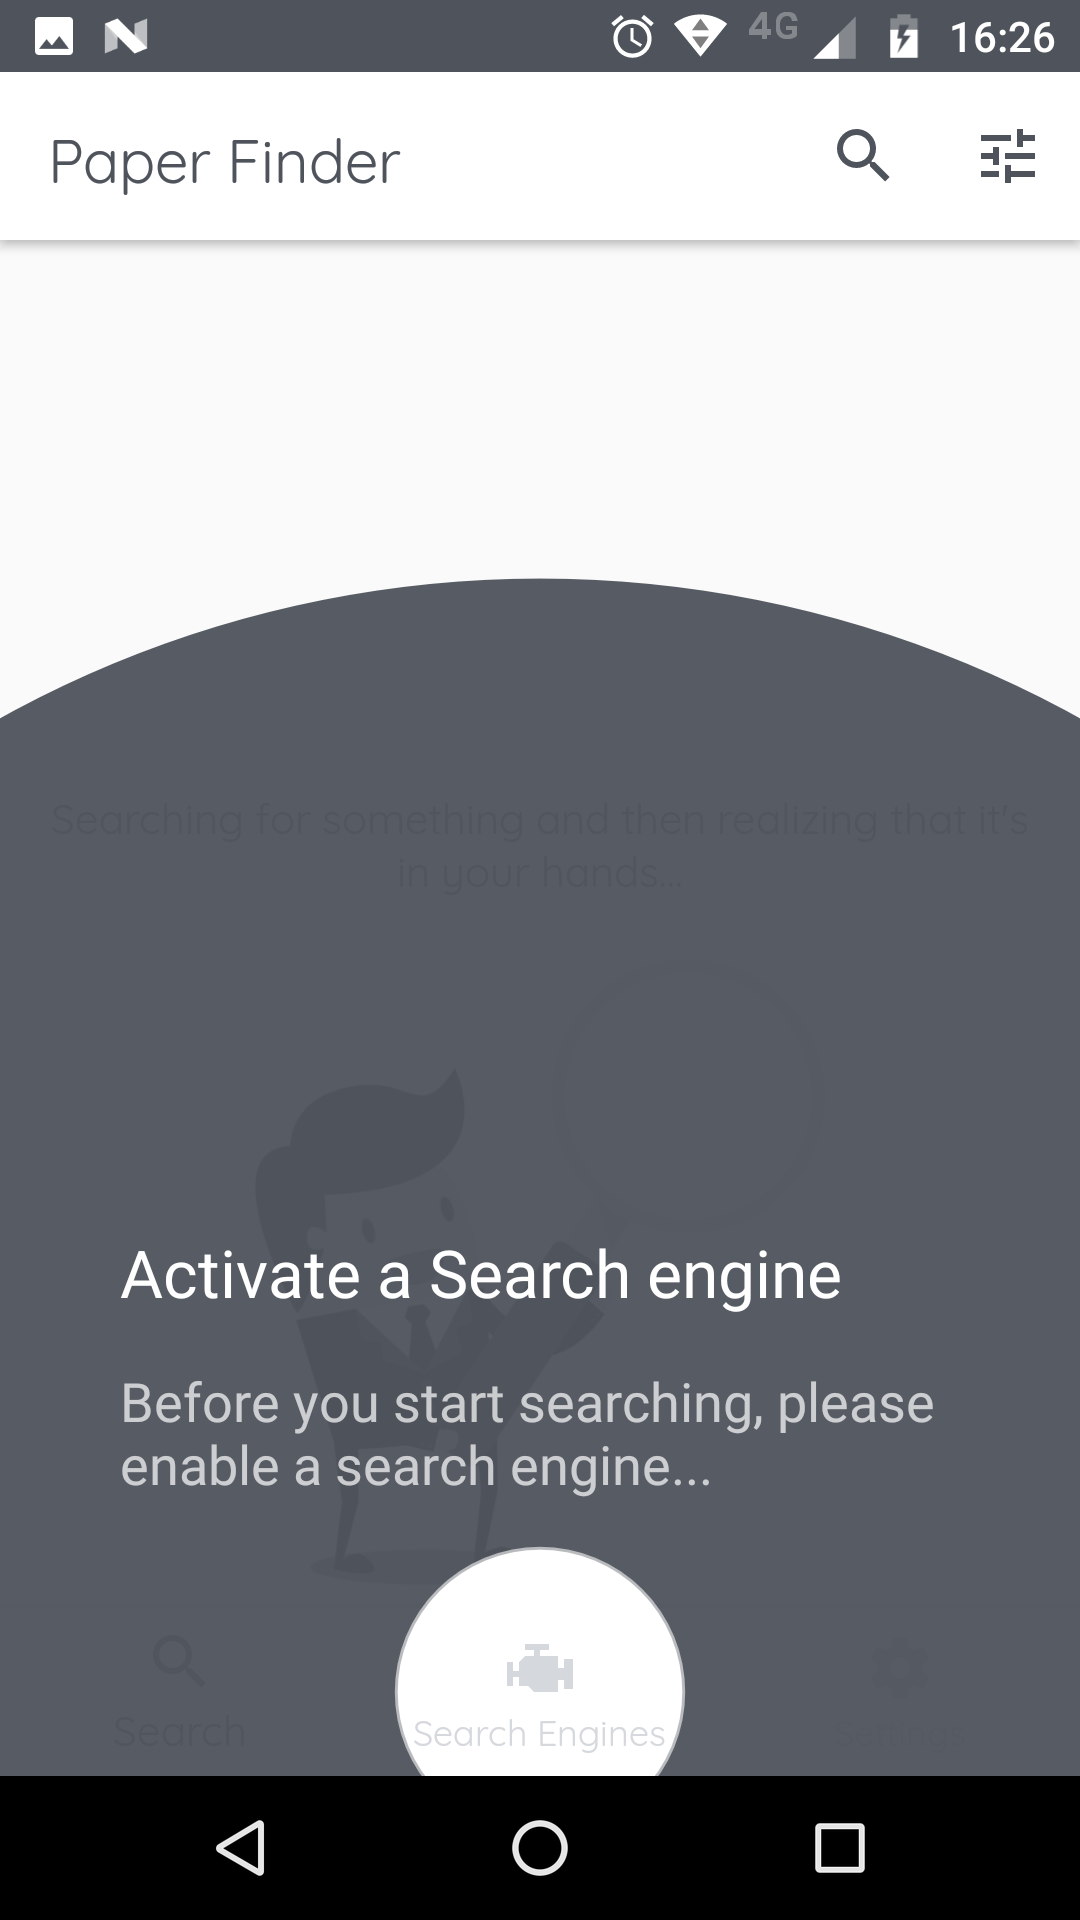 4G 16:26
Paper Finder
Searching for something and then realizing that it's
in your hands...
Activate a Search engine
Before you start searching, please
enable a search engine...
Search Search Engines Settings